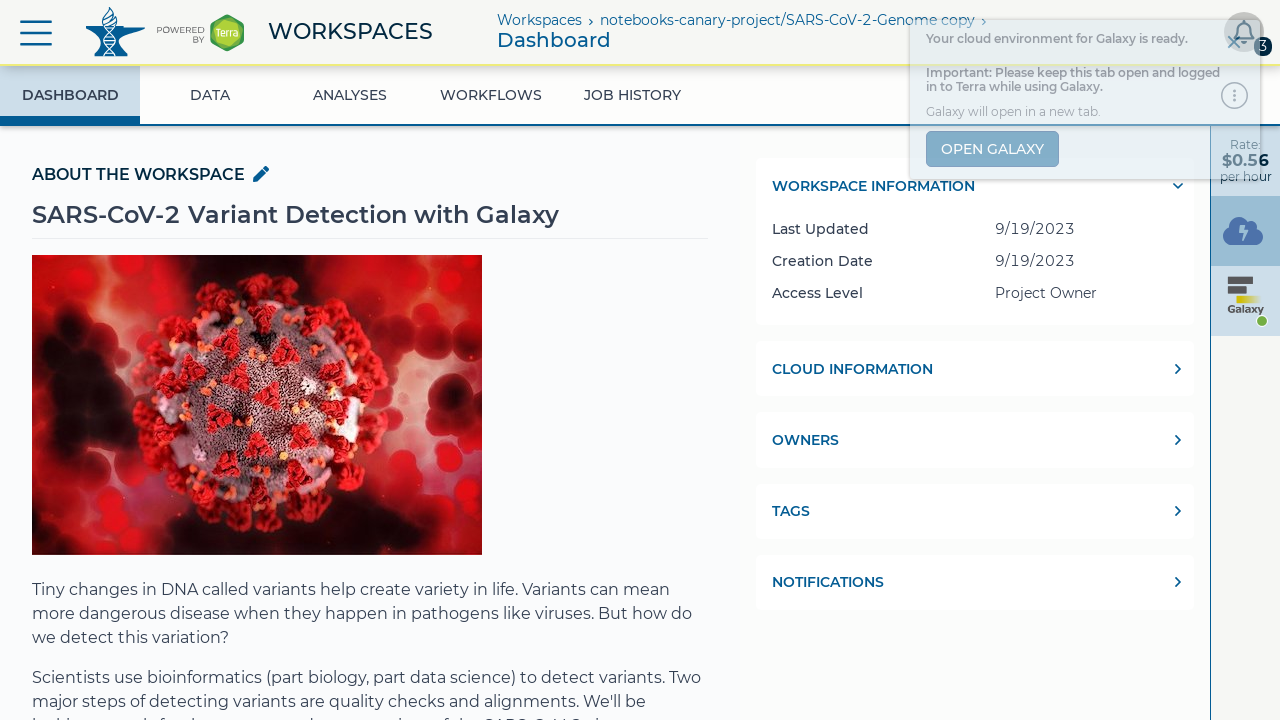 POWERED BY Terra
WORKSPACES
Workspaces › notebooks-canary-project/SARS-CoV-2-Genome copy ›
Dashboard
3
Your cloud environment for Galaxy is ready.
Important: Please keep this tab open and logged
in to Terra while using Galaxy.
Galaxy will open in a new tab.
OPEN GALAXY
DASHBOARD
DATA
ANALYSES
WORKFLOWS
JOB HISTORY
Rate:
$0.56
per hour
Galaxy
ABOUT THE WORKSPACE
SARS-CoV-2 Variant Detection with Galaxy
Tiny changes in DNA called variants help create variety in life. Variants can mean
more dangerous disease when they happen in pathogens like viruses. But how do
we detect this variation?
Scientists use bioinformatics (part biology, part data science) to detect variants. Two
major steps of detecting variants are quality checks and alignments. We'll be
WORKSPACE INFORMATION
Last Updated 9/19/2023
Creation Date 9/19/2023
Access Level Project Owner
CLOUD INFORMATION
OWNERS
TAGS
NOTIFICATIONS